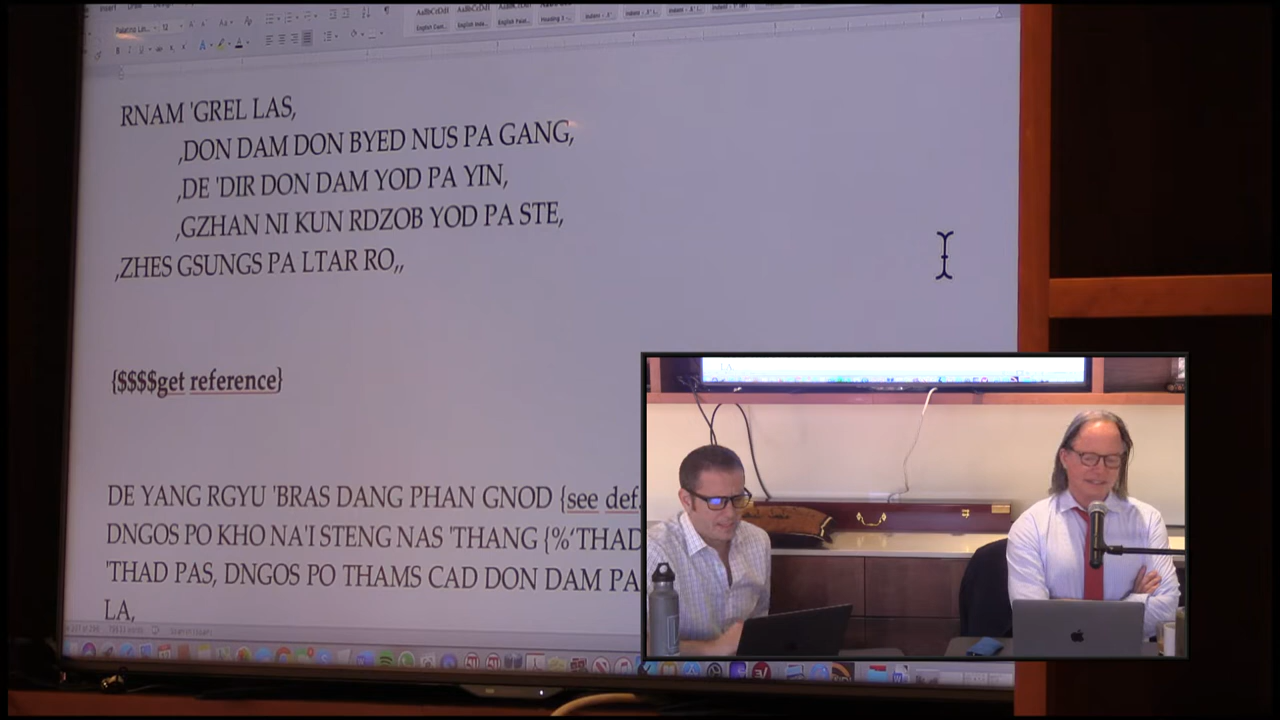 RNAM 'GREL LAS,
,DON DAM DON BYED NUS PA GANG,
,DE 'DIR DON DAM YOD PA YIN,
,GZHAN NI KUN RDZOB YOD PA STE,
,ZHES GSUNGS PA LTAR RO,,
{$$$$get reference}
DE YANG RGYU 'BRAS DANG PHAN GNOD {see def.
DNGOS PO KHO NA'I STENG NAS 'THANG {%'THAD
'THAD PAS, DNGOS PO THAMS CAD DON DAM PA
LA,